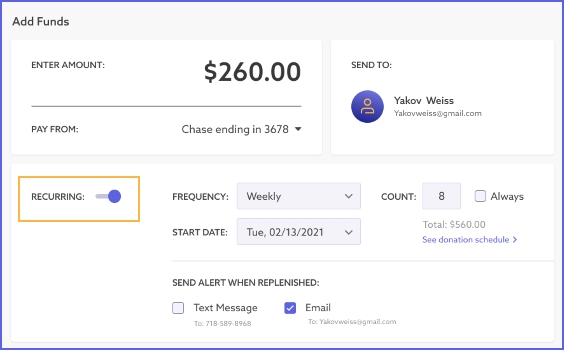 Add Funds
ENTER AMOUNT:
$260.00
PAY FROM:
Chase ending in 3678
SEND TO:
Yakov Weiss
Yakovweiss@gmail.com
RECURRING:
FREQUENCY:
Weekly
COUNT:
8
Always
START DATE:
Tue, 02/13/2021
Total: $560.00
See donation schedule >
SEND ALERT WHEN REPLENISHED:
Text Message
To: 718-589-8968
Email
To: Yakovweiss@gmail.com